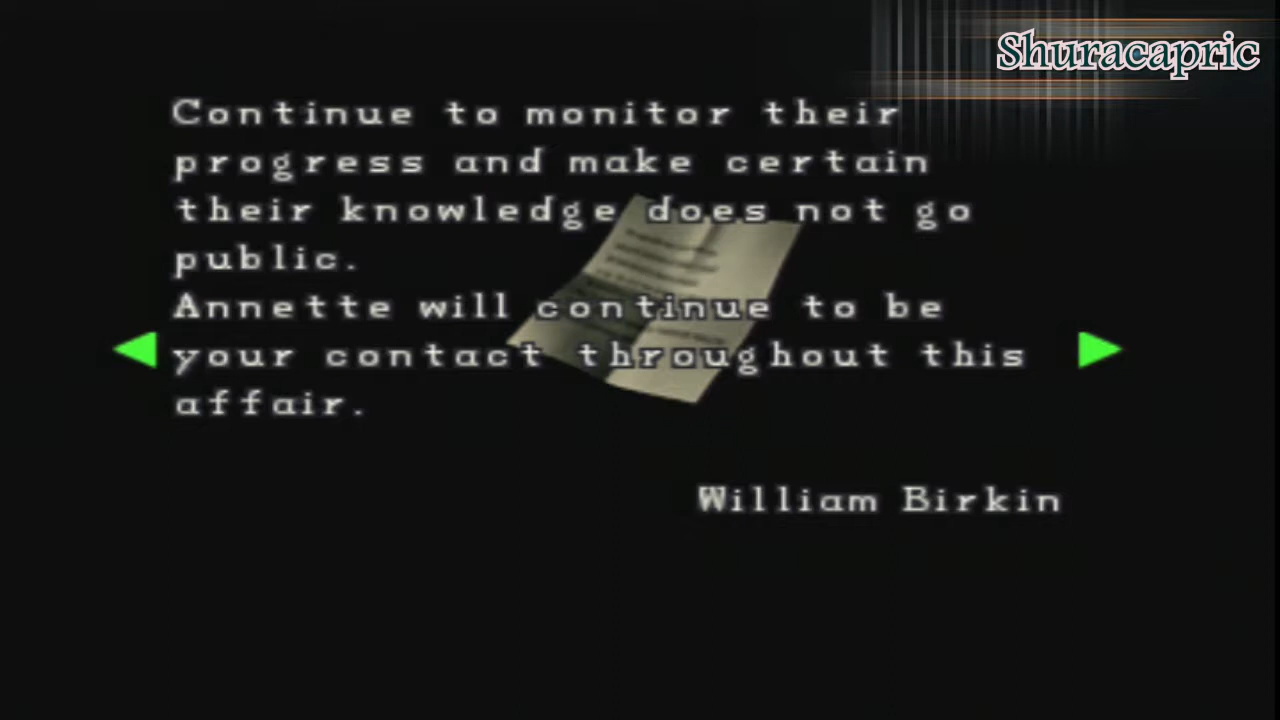 Shuracapric
Continue to monitor their
progress and make certain
their knowledge does not go
public.
Annette will continue to be
your contact throughout this
affair.
William Birkin